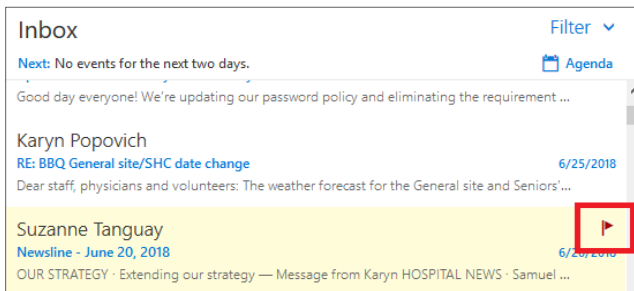 Inbox
Filter
Next: No events for the next two days.
Agenda
Good day everyone! We're updating our password policy and eliminating the requirement ...
Karyn Popovich
RE: BBQ General site/SHC date change
6/25/2018
Dear staff, physicians and volunteers: The weather forecast for the General site and Seniors'...
Suzanne Tanguay
Newsline - June 20, 2018
6/20/2018
OUR STRATEGY · Extending our strategy — Message from Karyn HOSPITAL NEWS · Samuel ...